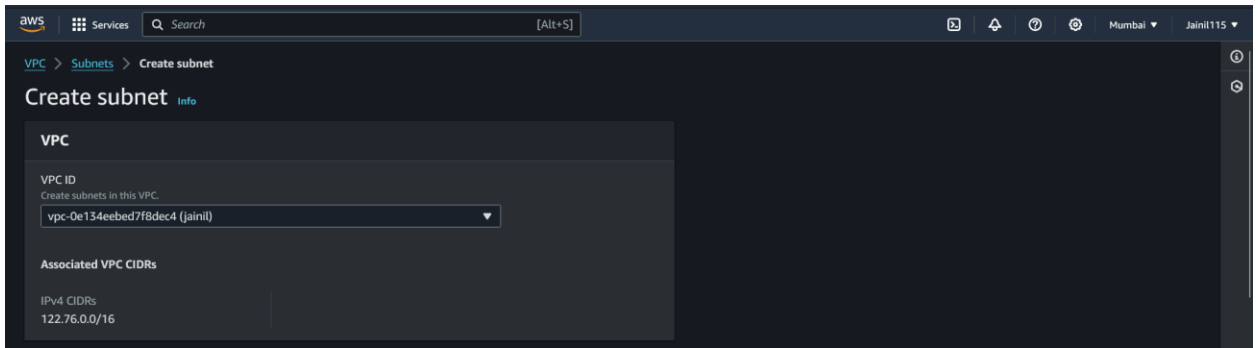 aws Services Search [Alt+S] Mumbai ▼ Jainil115 ▼
VPC > Subnets > Create subnet
Create subnet Info
VPC
VPC ID
Create subnets in this VPC.
vpc-0e134eebed7f8dec4 (jainil)
Associated VPC CIDRs
IPv4 CIDRs
122.76.0.0/16